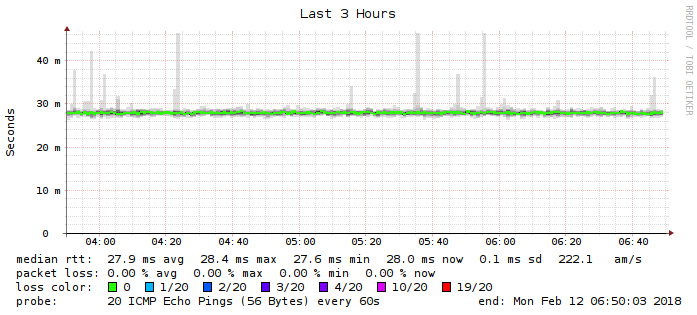 Last 3 Hours
RRDTOOL / TOBI OETIKER
Seconds
40 m
30 m
20 m
10 m
0
04:00 04:20 04:40 05:00 05:20 05:40 06:00 06:20 06:40
median rtt: 27.9 ms avg 28.4 ms max 27.6 ms min 28.0 ms now 0.1 ms sd 222.1 am/s
packet loss: 0.00 % avg 0.00 % max 0.00 % min 0.00 % now
loss color: 0 1/20 2/20 3/20 4/20 10/20 19/20
probe: 20 ICMP Echo Pings (56 Bytes) every 60s end: Mon Feb 12 06:50:03 2018